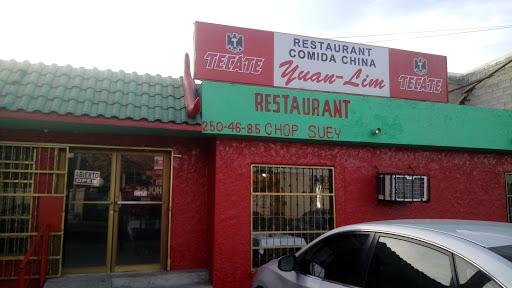 RESTAURANT
COMIDA CHINA
TECATE
Yuan-Lim
TECATE
RESTAURANT
250-46-85 CHOP SUEY
ABIERTO